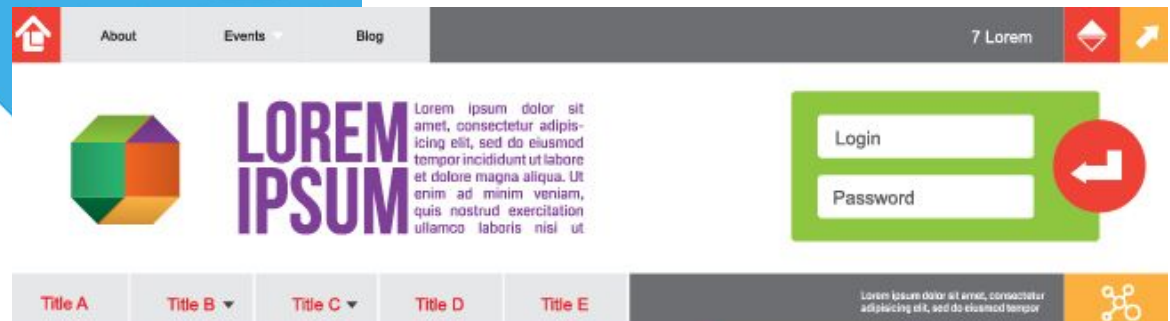 About Events Blog 7 Lorem
LOREM
IPSUM
Lorem ipsum dolor sit
amet, consectetur adipis-
icing elit, sed do eiusmod
tempor incididunt ut labore
et dolore magna aliqua. Ut
enim ad minim veniam,
quis nostrud exercitation
ullamco laboris nisi ut
Login
Password
Title A Title B Title C Title D Title E
Lorem ipsum dolor sit amet, consectetur
adipisicing elit, sed do eiusmod tempor